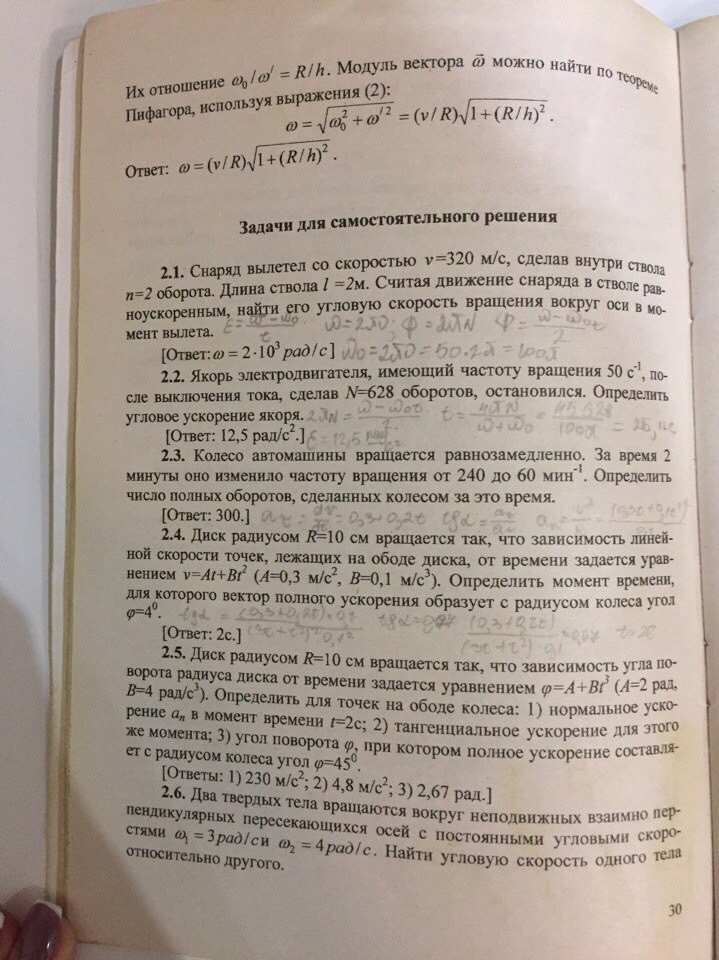 Их отношение ω₀/ω′ = R/h. Модуль вектора ω⃗ можно найти по теореме
Пифагора, используя выражения (2):
ω = √(ω₀² + ω′²) = (v/R)√(1+(R/h)²).
Ответ: ω = (v/R)√(1+(R/h)²).
Задачи для самостоятельного решения
2.1. Снаряд вылетел со скоростью v=320 м/с, сделав внутри ствола
n=2 оборота. Длина ствола l =2м. Считая движение снаряда в стволе рав-
ноускоренным, найти его угловую скорость вращения вокруг оси в мо-
мент вылета.
[Ответ: ω = 2·10³ рад/с] ω₀ = 2πν = 50·2π = 100π
2.2. Якорь электродвигателя, имеющий частоту вращения 50 с⁻¹, по-
сле выключения тока, сделав N=628 оборотов, остановился. Определить
угловое ускорение якоря.
[Ответ: 12,5 рад/с².]
2.3. Колесо автомашины вращается равнозамедленно. За время 2
минуты оно изменило частоту вращения от 240 до 60 мин⁻¹. Определить
число полных оборотов, сделанных колесом за это время.
[Ответ: 300.]
2.4. Диск радиусом R=10 см вращается так, что зависимость линей-
ной скорости точек, лежащих на ободе диска, от времени задается урав-
нением v=At+Bt² (A=0,3 м/с², B=0,1 м/с³). Определить момент времени,
для которого вектор полного ускорения образует с радиусом колеса угол
φ=4⁰.
[Ответ: 2с.]
2.5. Диск радиусом R=10 см вращается так, что зависимость угла по-
ворота радиуса диска от времени задается уравнением φ=A+Bt³ (A=2 рад,
B=4 рад/с³). Определить для точек на ободе колеса: 1) нормальное уско-
рение aₙ в момент времени t=2с; 2) тангенциальное ускорение для этого
же момента; 3) угол поворота φ, при котором полное ускорение составля-
ет с радиусом колеса угол φ=45⁰.
[Ответы: 1) 230 м/с²; 2) 4,8 м/с²; 3) 2,67 рад.]
2.6. Два твердых тела вращаются вокруг неподвижных взаимно пер-
пендикулярных пересекающихся осей с постоянными угловыми скоро-
стями ω₁ = 3рад/с и ω₂ = 4рад/с. Найти угловую скорость одного тела
относительно другого.
30